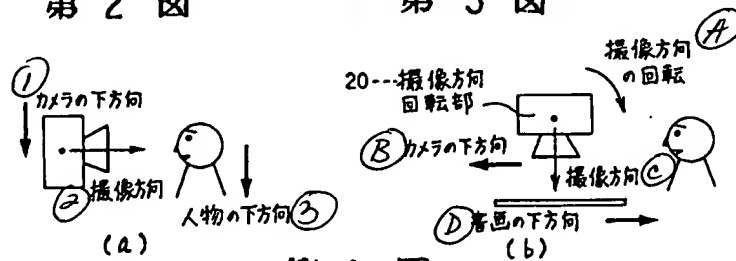 第 2 図
第 3 図
①
カメラの下方向
② 撮像方向
人物の下方向 ③
(a)
Ⓐ
撮像方向
の回転
20---撮像方向
回転部
Ⓑ カメラの下方向
撮像方向 Ⓒ
Ⓓ 書画の下方向
(b)